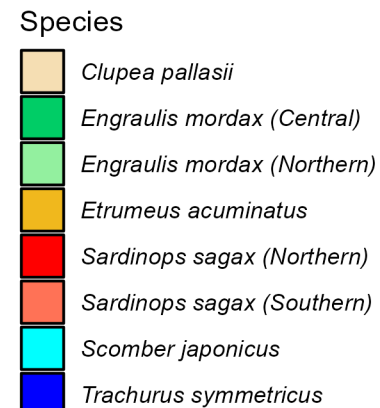 Species
Clupea pallasii
Engraulis mordax (Central)
Engraulis mordax (Northern)
Etrumeus acuminatus
Sardinops sagax (Northern)
Sardinops sagax (Southern)
Scomber japonicus
Trachurus symmetricus